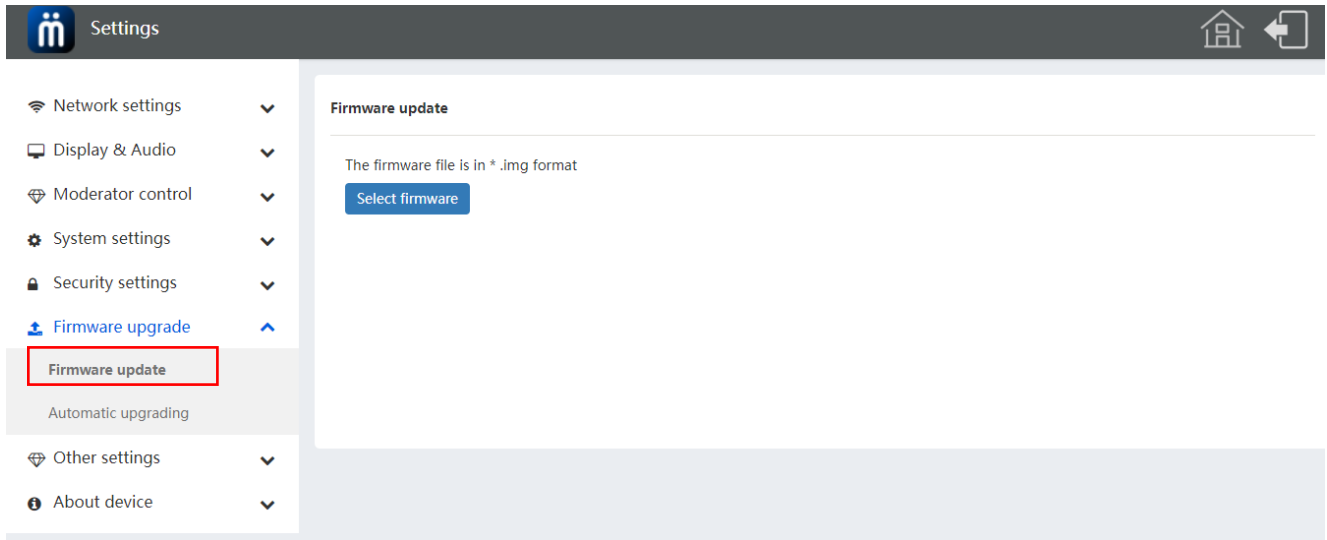 Settings
Network settings
Display & Audio
Moderator control
System settings
Security settings
Firmware upgrade
Firmware update
Automatic upgrading
Other settings
About device
Firmware update
The firmware file is in * .img format
Select firmware